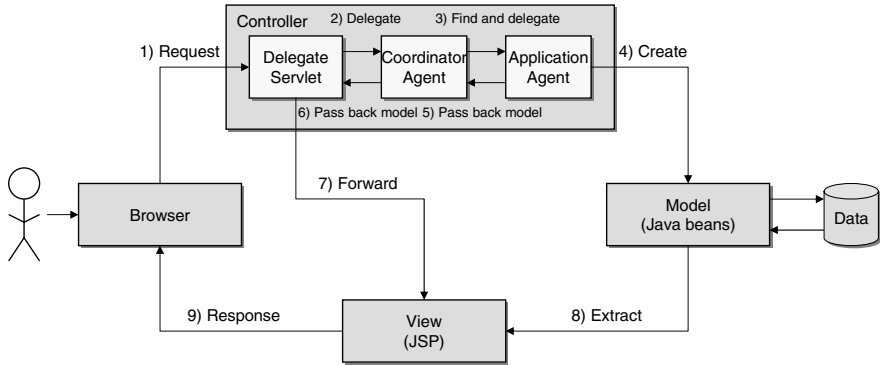 Controller
2) Delegate
3) Find and delegate
1) Request
Delegate
Servlet
Coordinator
Agent
Application
Agent
4) Create
6) Pass back model
5) Pass back model
7) Forward
Browser
Model
(Java beans)
Data
9) Response
View
(JSP)
8) Extract